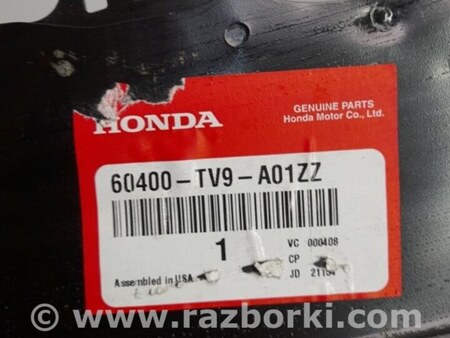 HONDA
GENUINE PARTS
Honda Motor Co., Ltd.
60400-TV9-A01ZZ
1
VC 000408
CP
Assembled in USA
JD
www.razborki.com